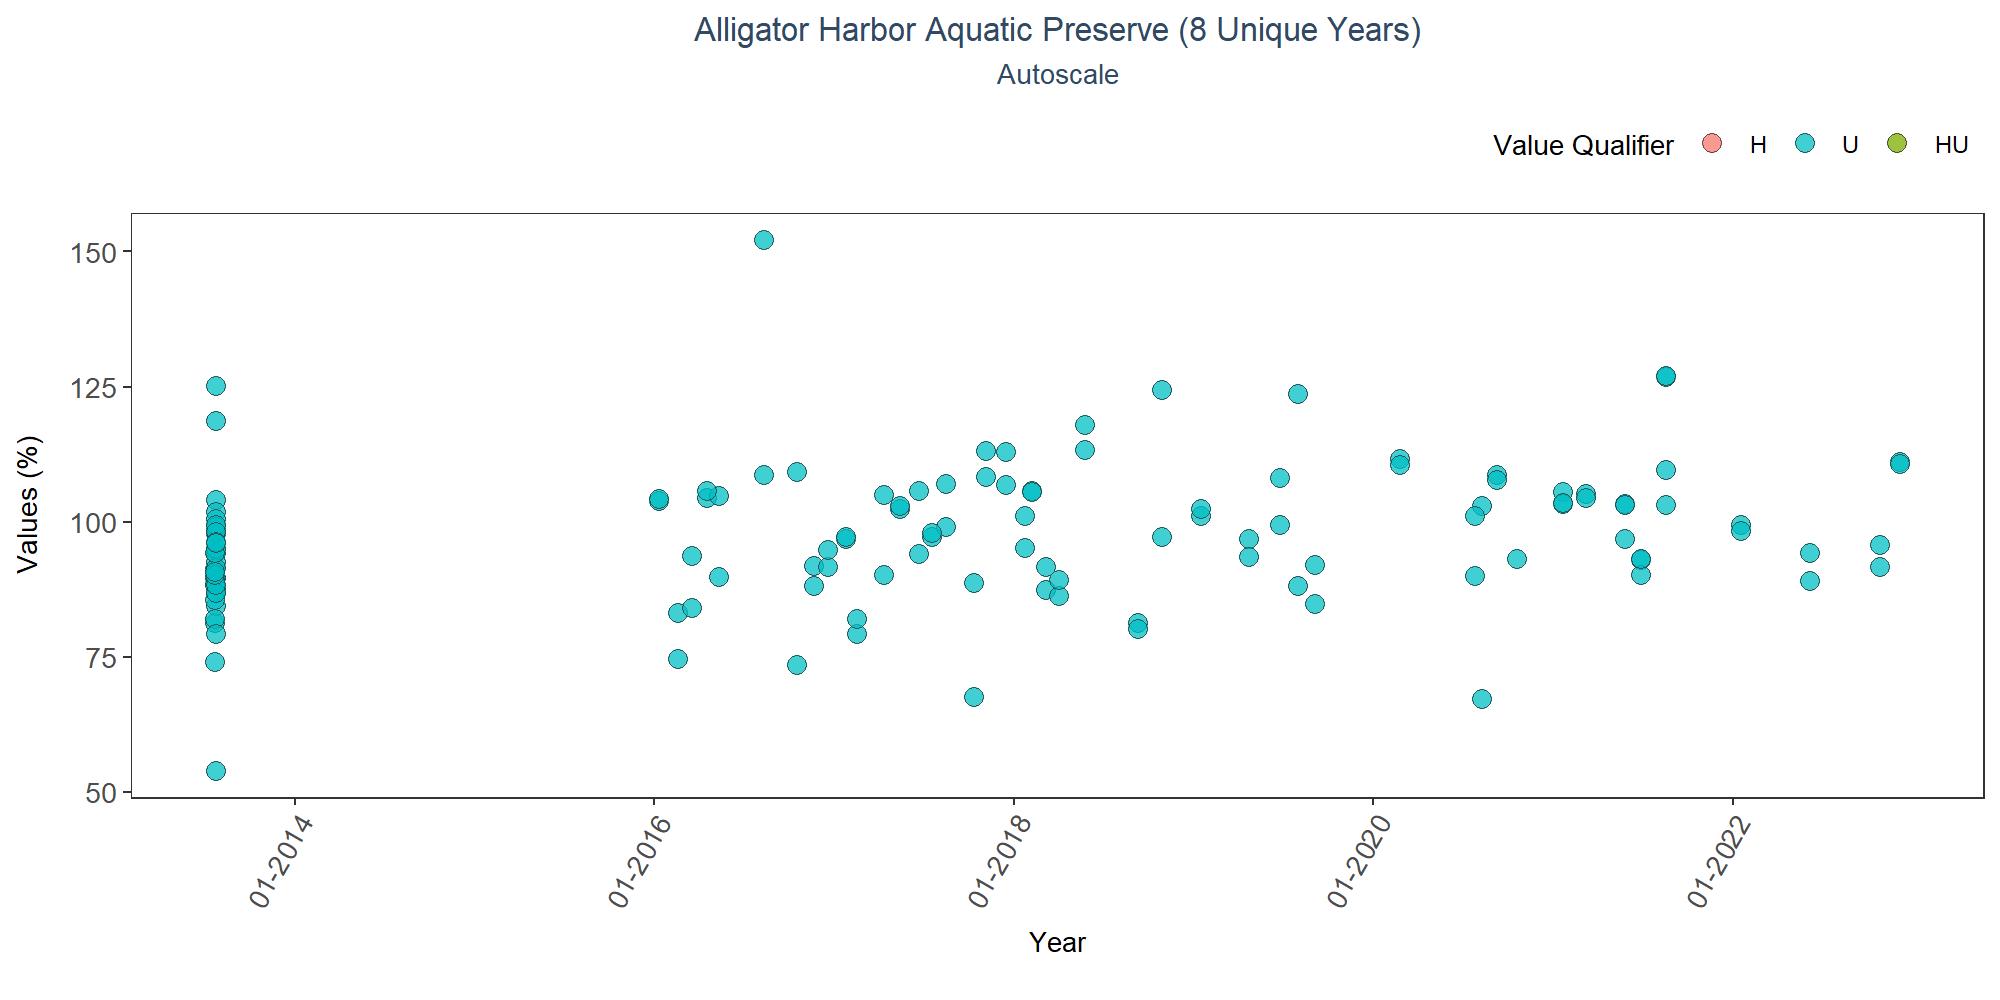 Alligator Harbor Aquatic Preserve (8 Unique Years)
Autoscale
Value Qualifier H U HU
Values (%)
150
125
100
75
50
01-2014 01-2016 01-2018 01-2020 01-2022
Year